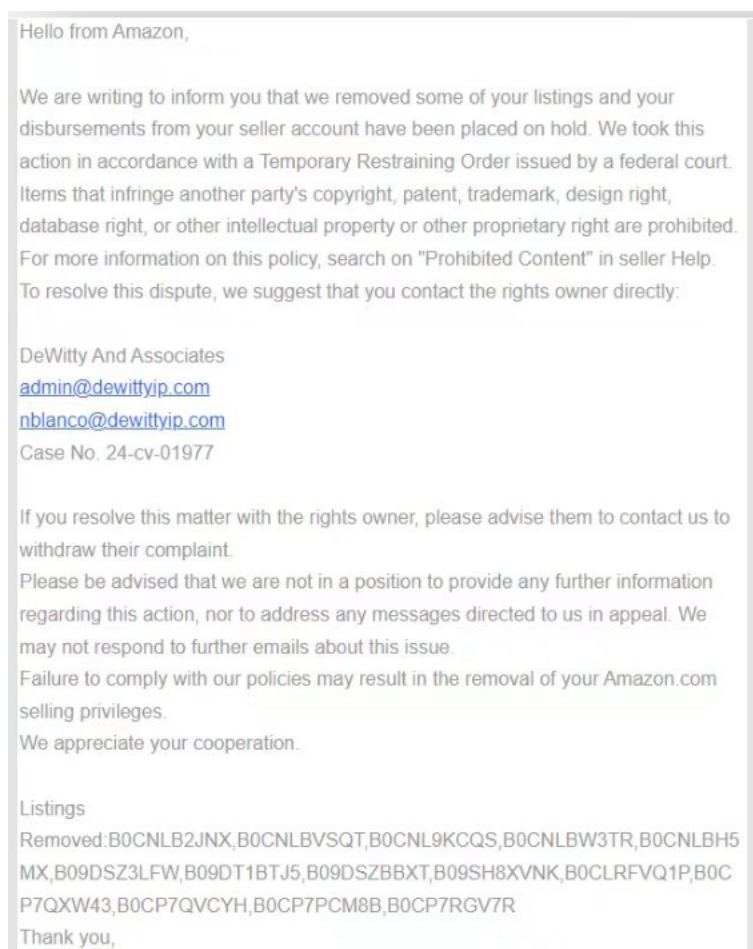 Hello from Amazon,
We are writing to inform you that we removed some of your listings and your
disbursements from your seller account have been placed on hold. We took this
action in accordance with a Temporary Restraining Order issued by a federal court.
Items that infringe another party's copyright, patent, trademark, design right,
database right, or other intellectual property or other proprietary right are prohibited.
For more information on this policy, search on "Prohibited Content" in seller Help.
To resolve this dispute, we suggest that you contact the rights owner directly:
DeWitty And Associates
admin@dewittyip.com
nblanco@dewittyip.com
Case No. 24-cv-01977
If you resolve this matter with the rights owner, please advise them to contact us to
withdraw their complaint.
Please be advised that we are not in a position to provide any further information
regarding this action, nor to address any messages directed to us in appeal. We
may not respond to further emails about this issue.
Failure to comply with our policies may result in the removal of your Amazon.com
selling privileges.
We appreciate your cooperation.
Listings
Removed:B0CNLB2JNX,B0CNLBVSQT,B0CNL9KCQS,B0CNLBW3TR,B0CNLBH5
MX,B09DSZ3LFW,B09DT1BTJ5,B09DSZBBXT,B09SH8XVNK,B0CLRFVQ1P,B0C
P7QXW43,B0CP7QVCYH,B0CP7PCM8B,B0CP7RGV7R
Thank you,